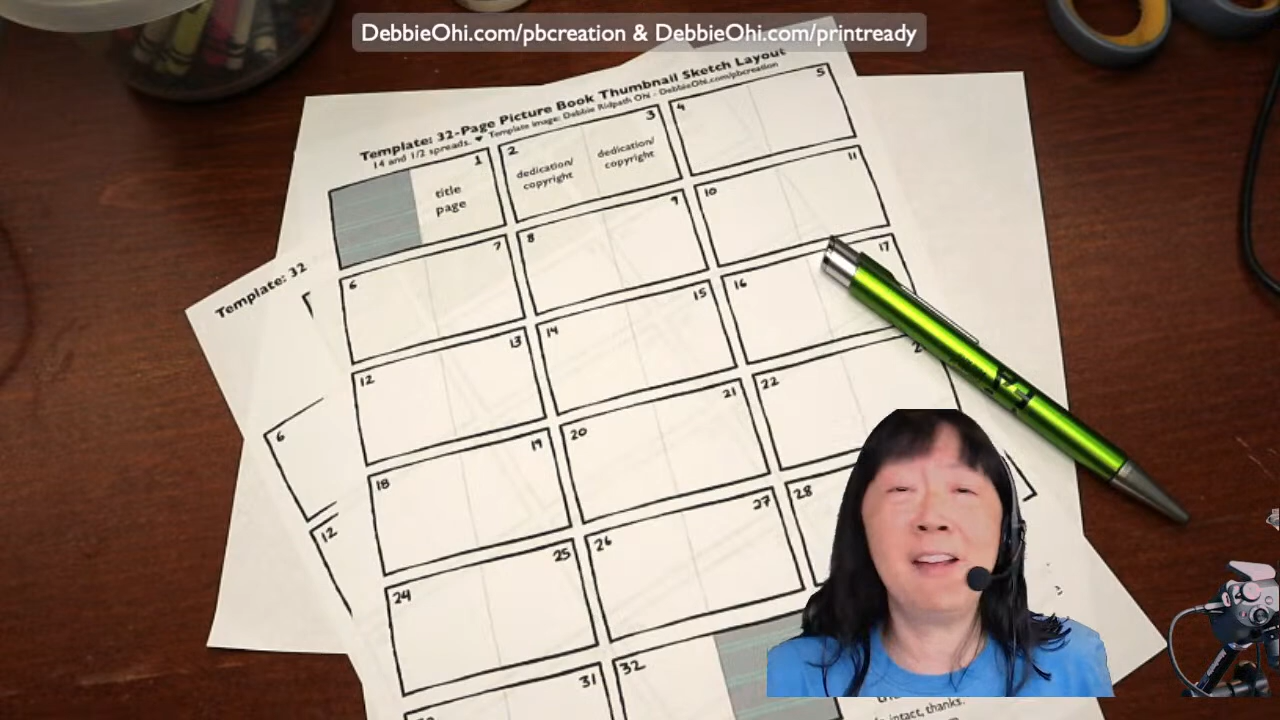 DebbieOhi.com/pbcreation & DebbieOhi.com/printready
Template: 32-Page Picture Book Thumbnail Sketch Layout
14 and 1/2 spreads. ♥ Template image: Debbie Ridpath Ohi - DebbieOhi.com/pbcreation
1
title
page
2
dedication/
copyright
3
dedication/
copyright
4
5
6
7
8
9
10
11
12
13
14
15
16
17
18
19
20
21
22
24
25
26
27
28
31
32
intact, thanks.
Template: 32
6
12